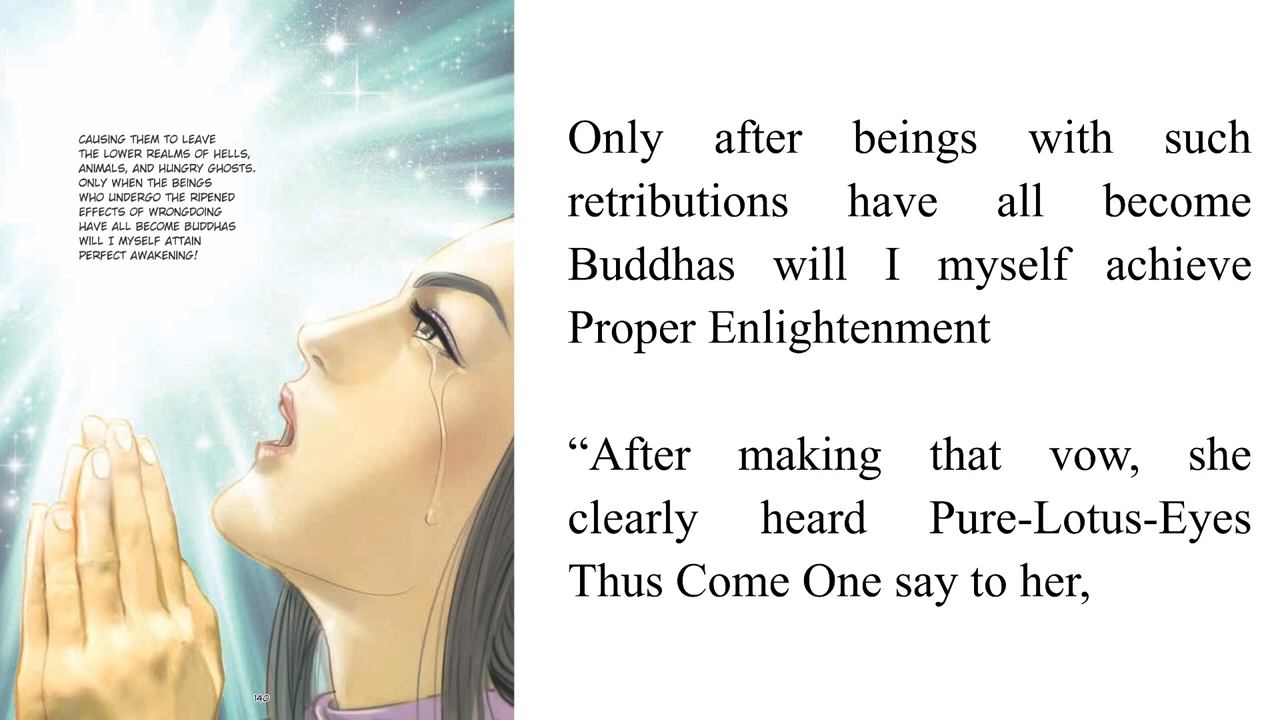 CAUSING THEM TO LEAVE
THE LOWER REALMS OF HELLS,
ANIMALS, AND HUNGRY GHOSTS.
ONLY WHEN THE BEINGS
WHO UNDERGO THE RIPENED
EFFECTS OF WRONGDOING
HAVE ALL BECOME BUDDHAS
WILL I MYSELF ATTAIN
PERFECT AWAKENING!
140
Only after beings with such
retributions have all become
Buddhas will I myself achieve
Proper Enlightenment
“After making that vow, she
clearly heard Pure-Lotus-Eyes
Thus Come One say to her,